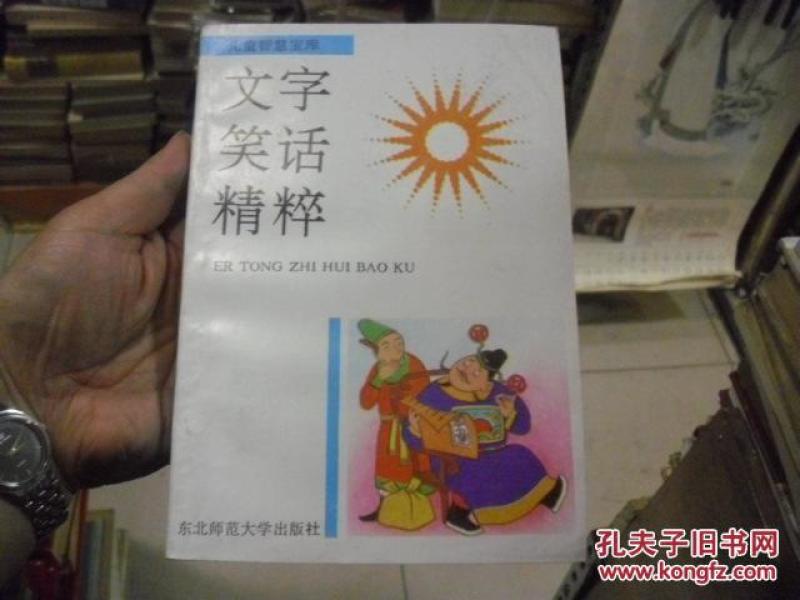 儿童智慧宝库
文字
笑话
精粹
ER TONG ZHI HUI BAO KU
东北师范大学出版社
孔夫子旧书网
www.kongfz.com